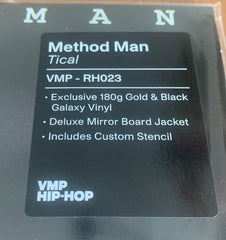 M A N
Method Man
Tical
VMP - RH023
• Exclusive 180g Gold & Black
Galaxy Vinyl
• Deluxe Mirror Board Jacket
• Includes Custom Stencil
VMP
HIP-HOP